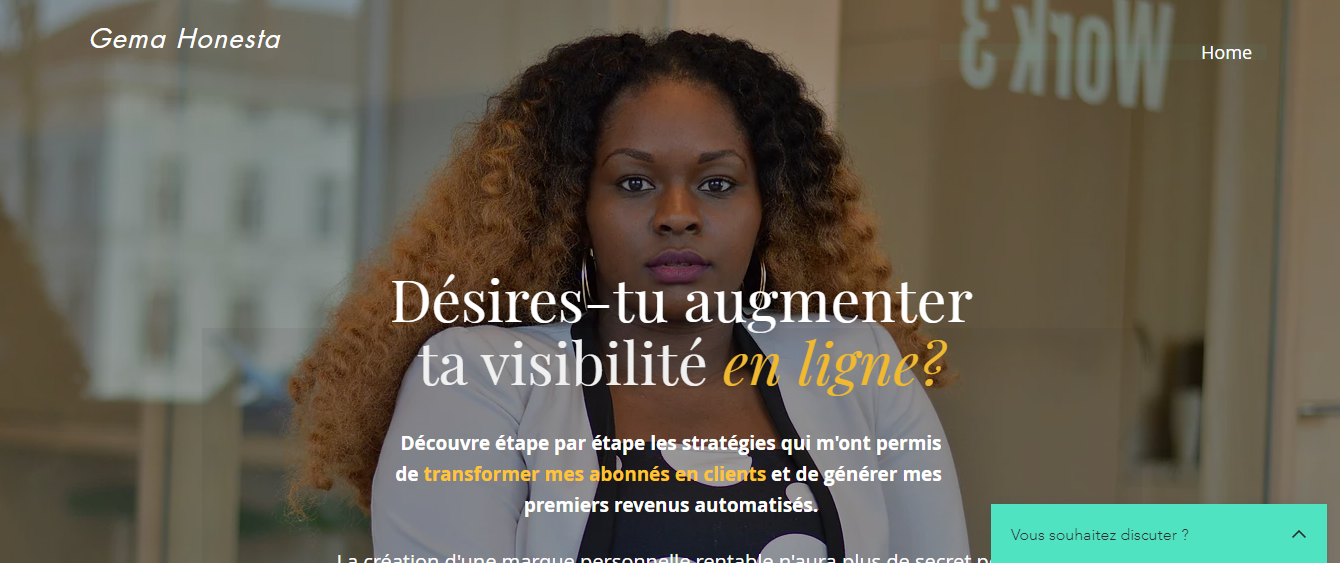 Gema Honesta
Work 3
Home
Désires-tu augmenter
ta visibilité en ligne?
Découvre étape par étape les stratégies qui m'ont permis
de transformer mes abonnés en clients et de générer mes
premiers revenus automatisés.
La création d'une marque personnelle rentable n'aura plus de secret
Vous souhaitez discuter ?